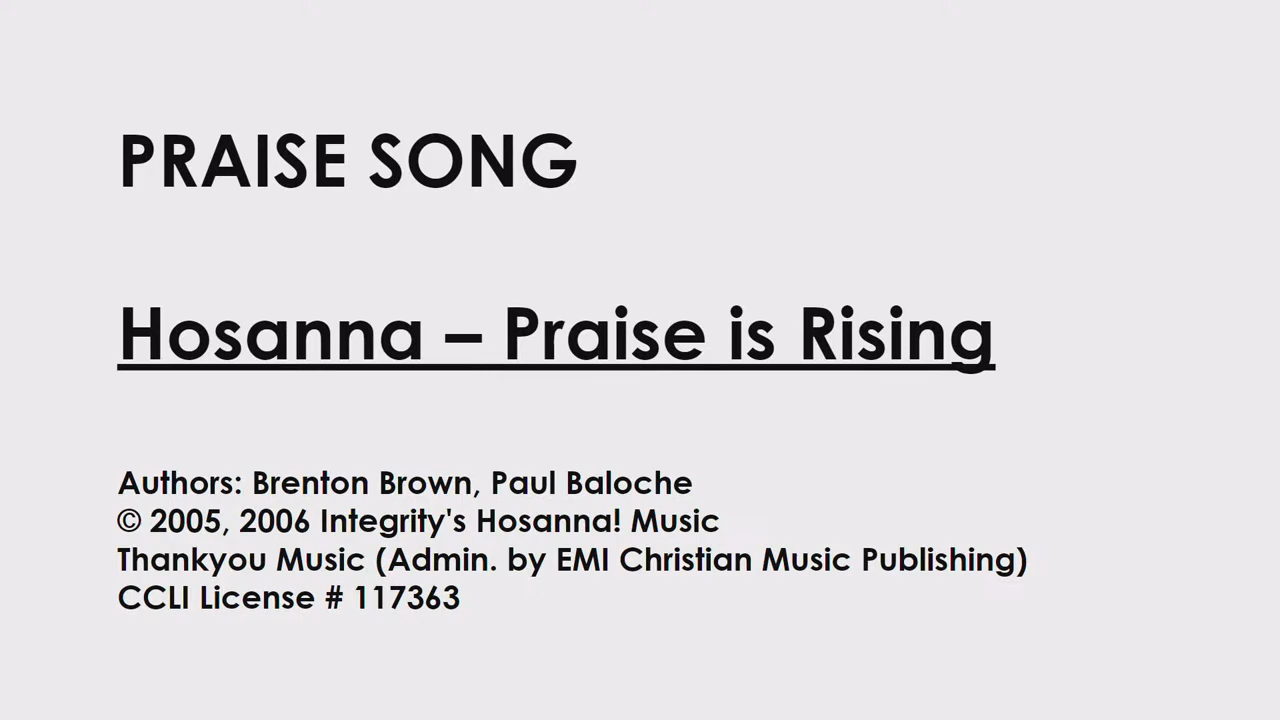 PRAISE SONG
Hosanna – Praise is Rising
Authors: Brenton Brown, Paul Baloche
© 2005, 2006 Integrity's Hosanna! Music
Thankyou Music (Admin. by EMI Christian Music Publishing)
CCLI License # 117363